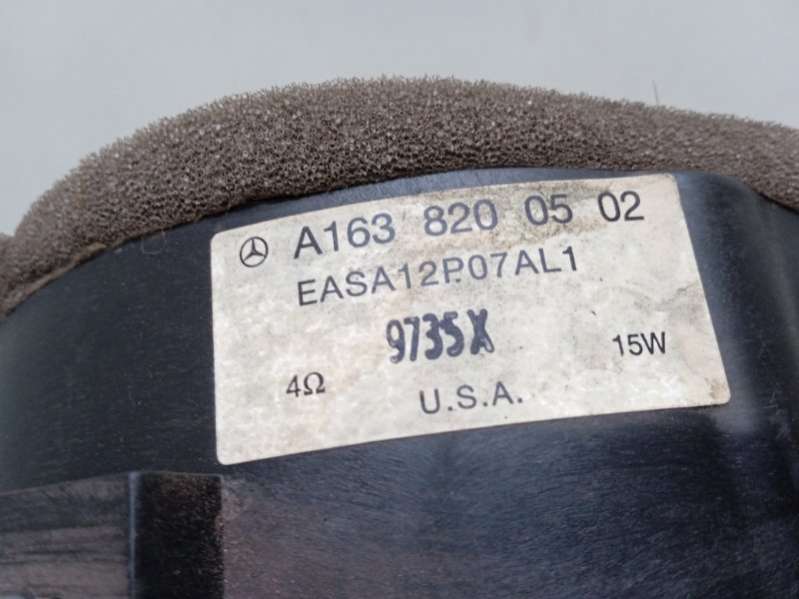 A163 820 05 02
EASA12P07AL1
9735X
4Ω 15W
U.S.A.